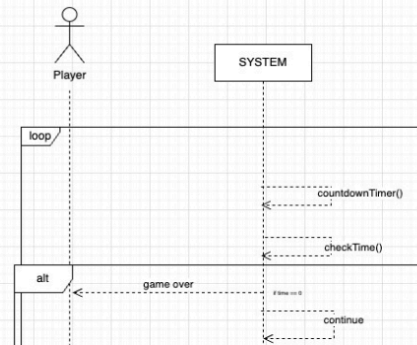 Player
SYSTEM
loop
countdownTimer()
checkTime()
alt
game over
if time == 0
continue